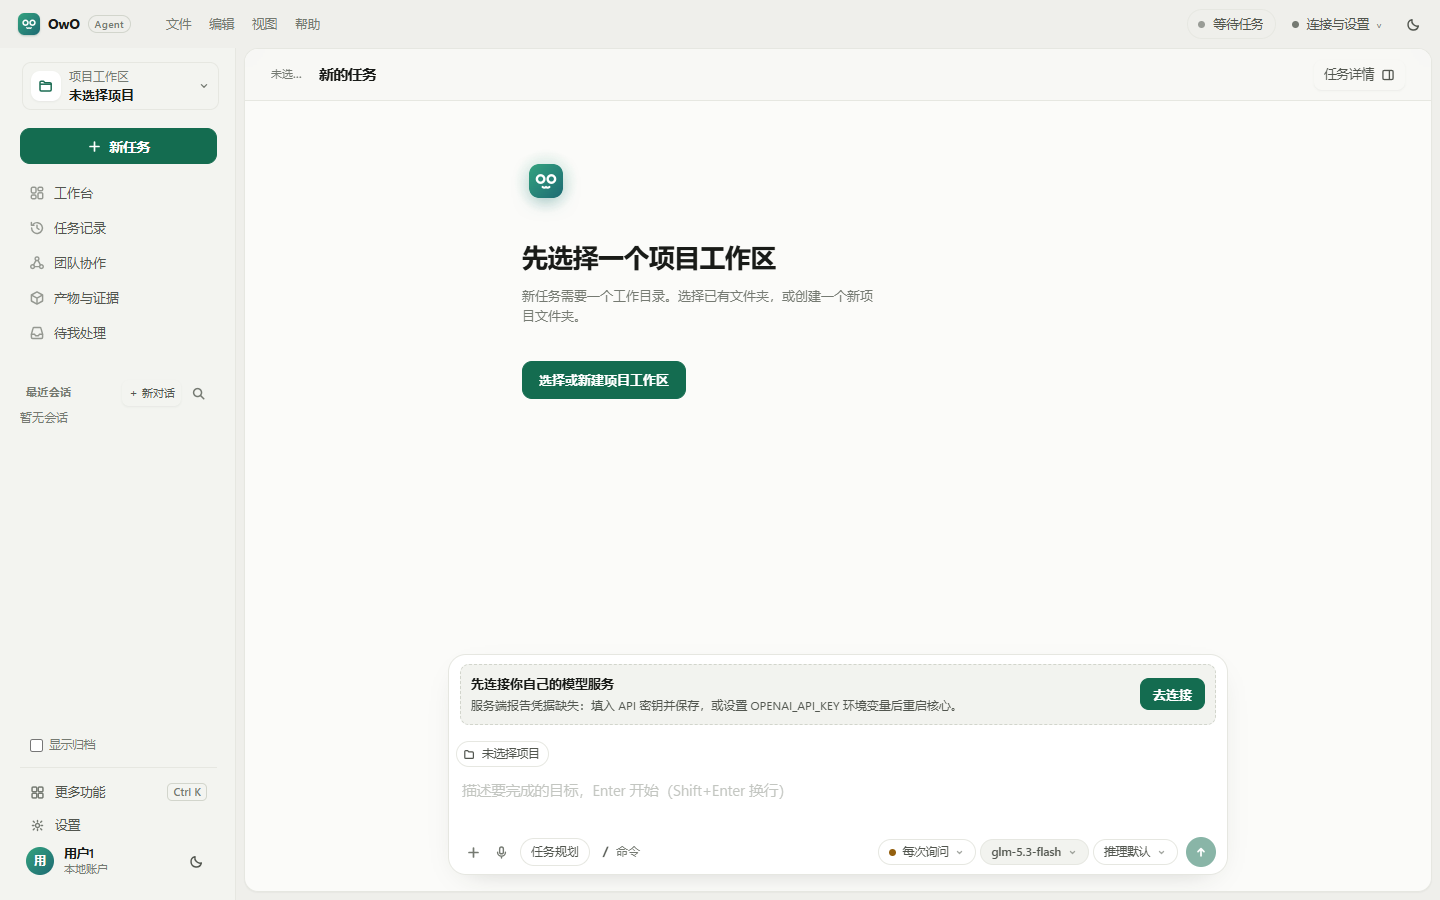 OwO Agent 文件 编辑 视图 帮助 等待任务 连接与设置
项目工作区
未选择项目
未选... 新的任务 任务详情
+ 新任务
工作台
任务记录
团队协作
产物与证据
待我处理
最近会话 + 新对话
暂无会话
先选择一个项目工作区
新任务需要一个工作目录。选择已有文件夹，或创建一个新项
目文件夹。
选择或新建项目工作区
先连接你自己的模型服务
服务端报告凭据缺失：填入 API 密钥并保存，或设置 OPENAI_API_KEY 环境变量后重启核心。
去连接
未选择项目
描述要完成的目标，Enter 开始（Shift+Enter 换行）
任务规划 / 命令 每次询问 glm-5.3-flash 推理默认
显示归档
更多功能 Ctrl K
设置
用 用户1
本地账户